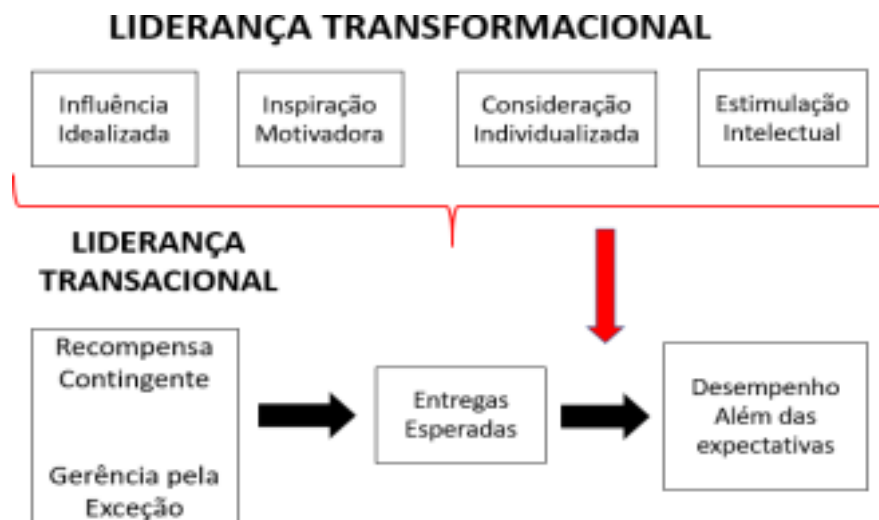 LIDERANÇA TRANSFORMACIONAL
Influência
Idealizada
Inspiração
Motivadora
Consideração
Individualizada
Estimulação
Intelectual
LIDERANÇA
TRANSACIONAL
Recompensa
Contingente
Gerência pela
Exceção
Entregas
Esperadas
Desempenho
Além das
expectativas